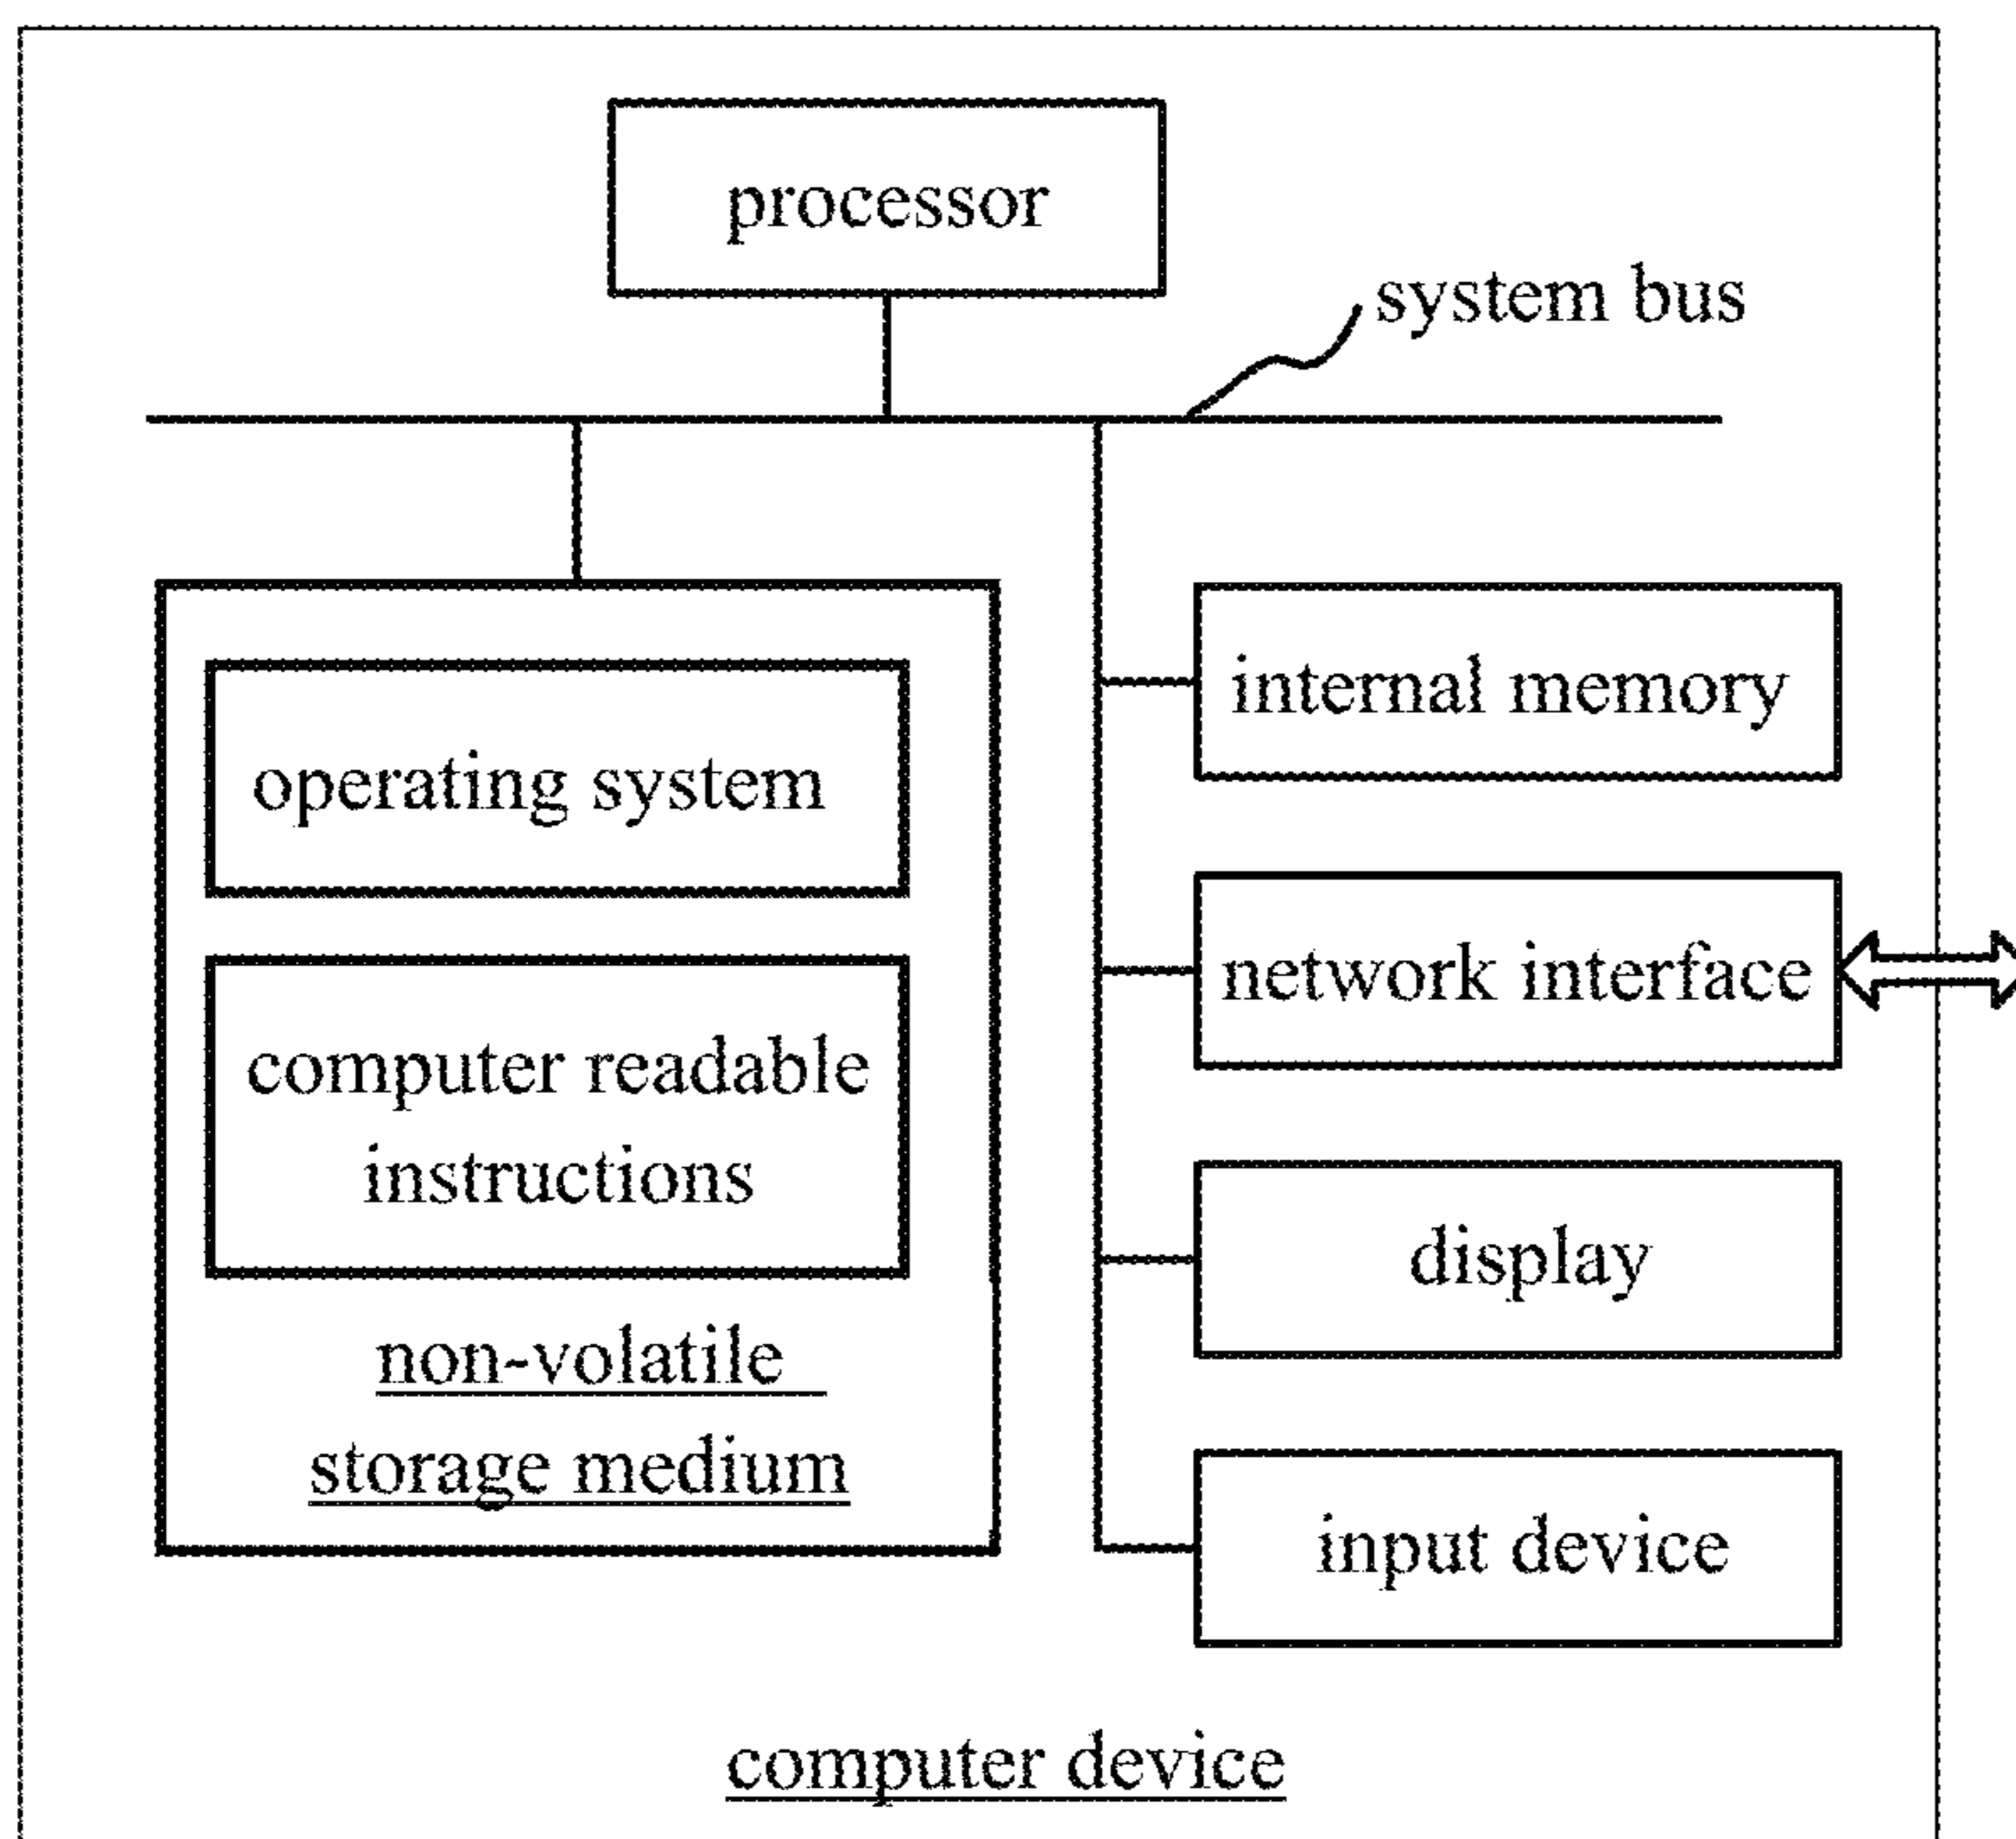 processor
system bus
operating system
computer readable
instructions
non-volatile
storage medium
internal memory
network interface
display
input device
computer device